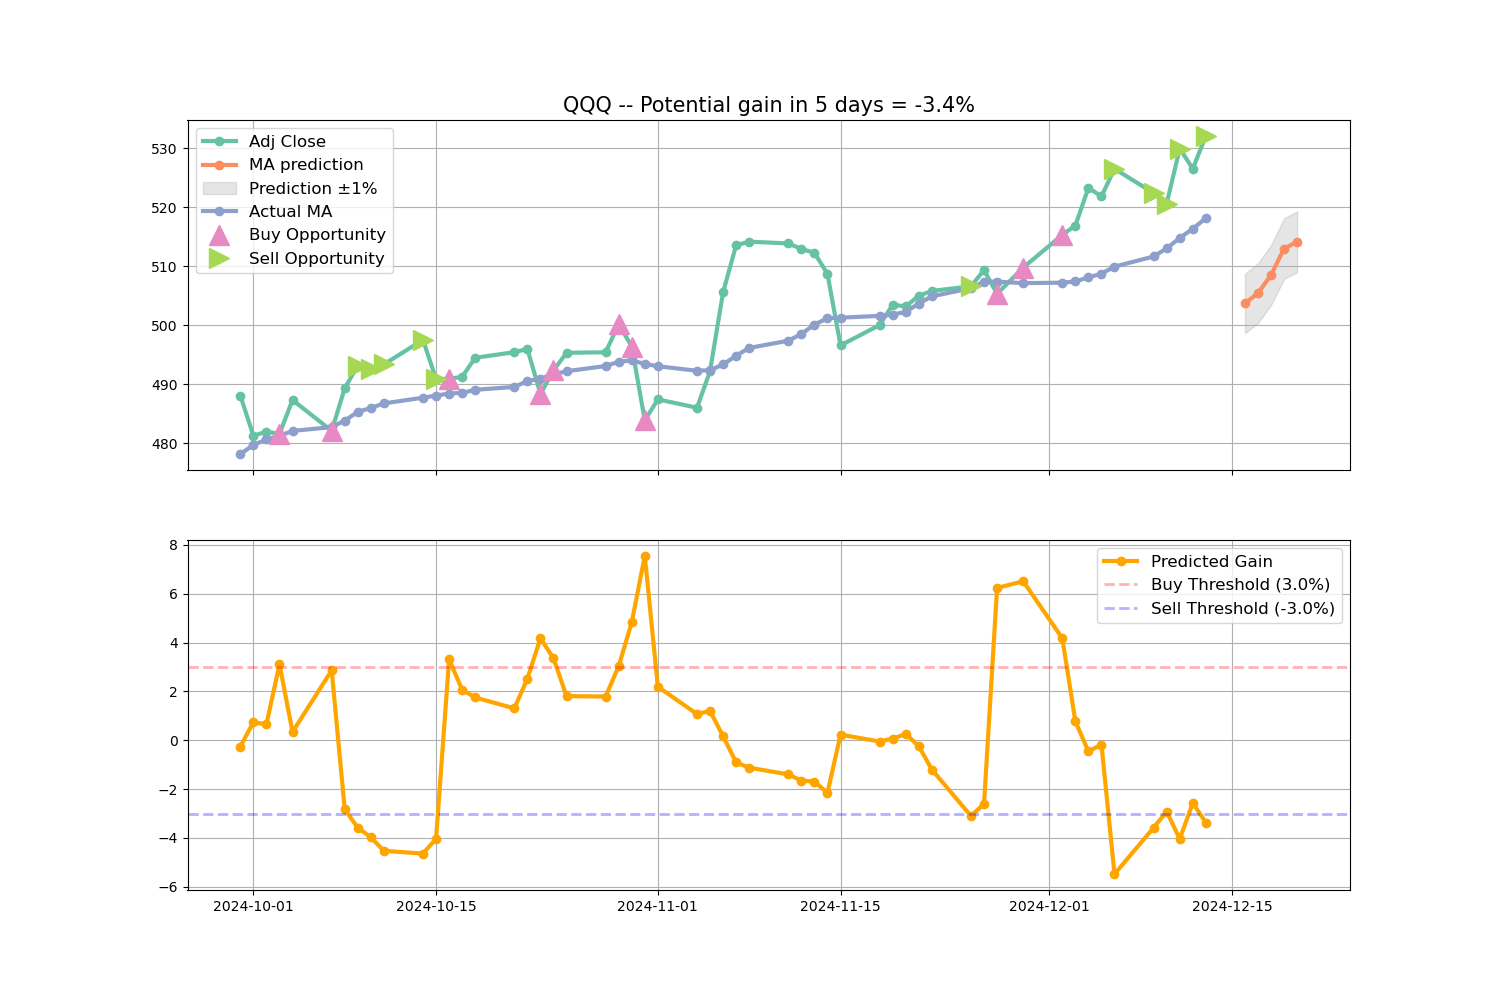 QQQ -- Potential gain in 5 days = -3.4%
530
520
510
500
490
480
Adj Close
MA prediction
Prediction ±1%
Actual MA
Buy Opportunity
Sell Opportunity
8
6
4
2
0
−2
−4
−6
Predicted Gain
Buy Threshold (3.0%)
Sell Threshold (-3.0%)
2024-10-01 2024-10-15 2024-11-01 2024-11-15 2024-12-01 2024-12-15